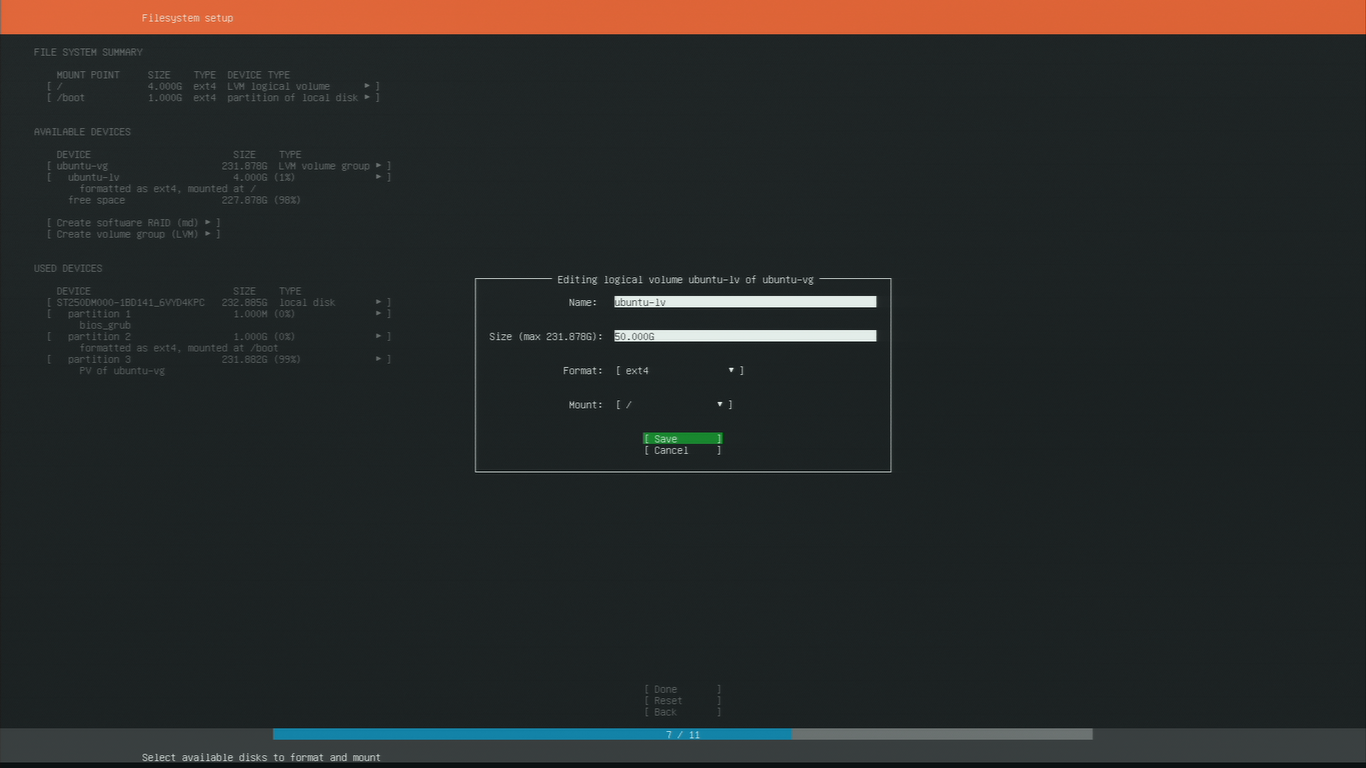 Filesystem setup
FILE SYSTEM SUMMARY
MOUNT POINT SIZE TYPE DEVICE TYPE
[ / 4.000G ext4 LVM logical volume ▸ ]
[ /boot 1.000G ext4 partition of local disk ▸ ]
AVAILABLE DEVICES
DEVICE SIZE TYPE
[ ubuntu-vg 231.878G LVM volume group ▸ ]
[ ubuntu-lv 4.000G (1%) ▸ ]
formatted as ext4, mounted at /
free space 227.878G (98%)
[ Create software RAID (md) ▸ ]
[ Create volume group (LVM) ▸ ]
USED DEVICES
DEVICE SIZE TYPE
[ ST250DM000-1BD141_6VYD4KPC 232.885G local disk ▸ ]
[ partition 1 1.000M (0%) ▸ ]
bios_grub
[ partition 2 1.000G (0%) ▸ ]
formatted as ext4, mounted at /boot
[ partition 3 231.882G (99%) ▸ ]
PV of ubuntu-vg
Editing logical volume ubuntu-lv of ubuntu-vg
Name: ubuntu-lv
Size (max 231.878G): 50.000G
Format: [ ext4 ▾ ]
Mount: [ / ▾ ]
[ Save ]
[ Cancel ]
[ Done ]
[ Reset ]
[ Back ]
7 / 11
Select available disks to format and mount